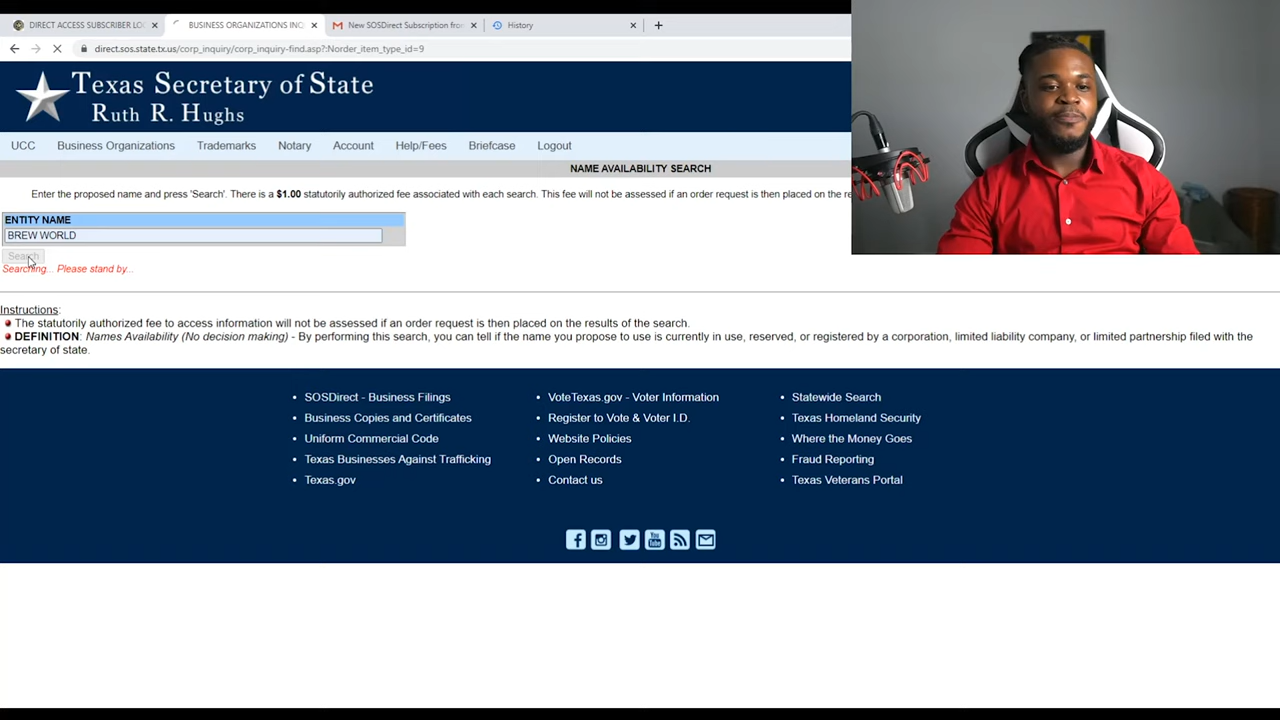 DIRECT ACCESS SUBSCRIBER LO
BUSINESS ORGANIZATIONS INQ
New SOSDirect Subscription from
History
direct.sos.state.tx.us/corp_inquiry/corp_inquiry-find.asp?:Norder_item_type_id=9
Texas Secretary of State
Ruth R. Hughs
UCC Business Organizations Trademarks Notary Account Help/Fees Briefcase Logout
NAME AVAILABILITY SEARCH
Enter the proposed name and press 'Search'. There is a $1.00 statutorily authorized fee associated with each search. This fee will not be assessed if an order request is then placed on the re
ENTITY NAME
BREW WORLD
Search
Searching... Please stand by...
Instructions:
The statutorily authorized fee to access information will not be assessed if an order request is then placed on the results of the search.
DEFINITION: Names Availability (No decision making) - By performing this search, you can tell if the name you propose to use is currently in use, reserved, or registered by a corporation, limited liability company, or limited partnership filed with the
secretary of state.
SOSDirect - Business Filings
Business Copies and Certificates
Uniform Commercial Code
Texas Businesses Against Trafficking
Texas.gov
VoteTexas.gov - Voter Information
Register to Vote & Voter I.D.
Website Policies
Open Records
Contact us
Statewide Search
Texas Homeland Security
Where the Money Goes
Fraud Reporting
Texas Veterans Portal
You
Tube